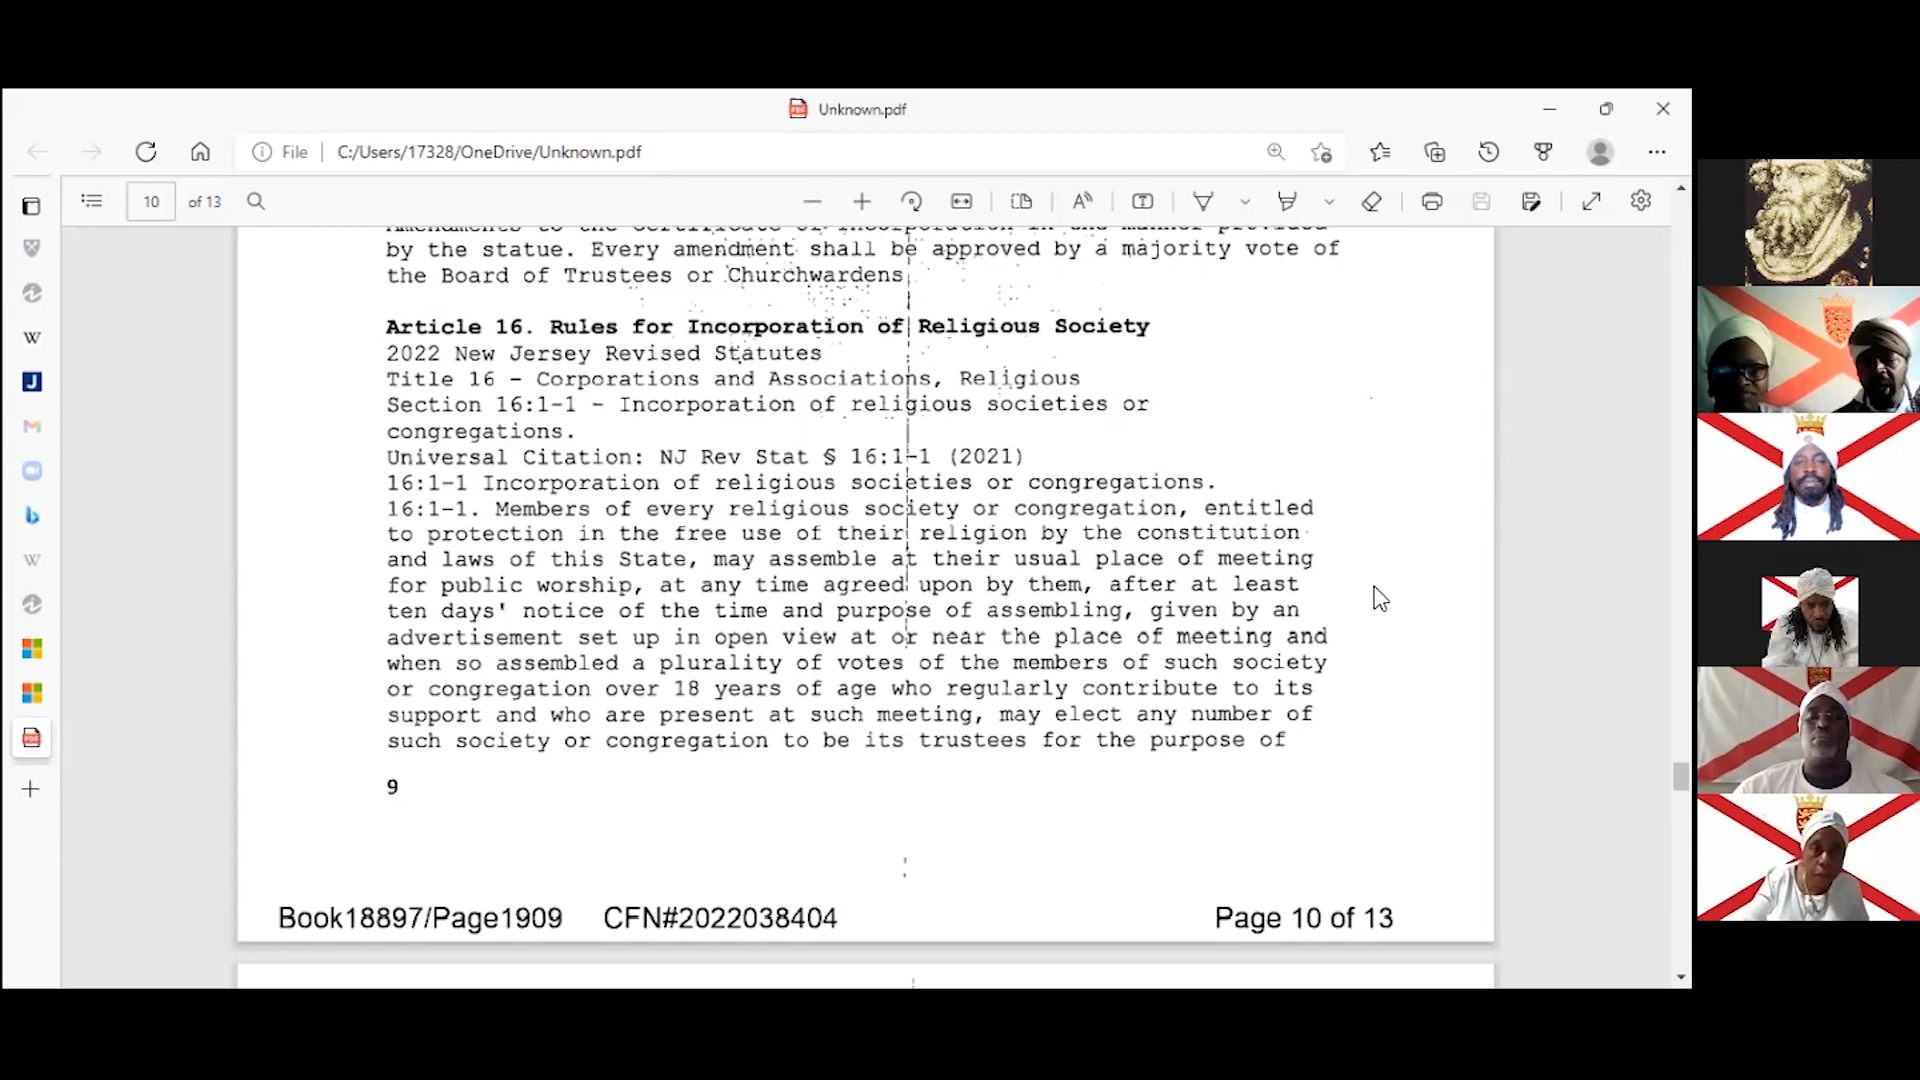 Unknown.pdf
File
C:/Users/17328/OneDrive/Unknown.pdf
10 of 13
Amendments to the Certificate of Incorporation in the manner provided
by the statue. Every amendment shall be approved by a majority vote of
the Board of Trustees or Churchwardens
Article 16. Rules for Incorporation of Religious Society
2022 New Jersey Revised Statutes
Title 16 - Corporations and Associations, Religious
Section 16:1-1 - Incorporation of religious societies or
congregations.
Universal Citation: NJ Rev Stat § 16:1-1 (2021)
16:1-1 Incorporation of religious societies or congregations.
16:1-1. Members of every religious society or congregation, entitled
to protection in the free use of their religion by the constitution
and laws of this State, may assemble at their usual place of meeting
for public worship, at any time agreed upon by them, after at least
ten days' notice of the time and purpose of assembling, given by an
advertisement set up in open view at or near the place of meeting and
when so assembled a plurality of votes of the members of such society
or congregation over 18 years of age who regularly contribute to its
support and who are present at such meeting, may elect any number of
such society or congregation to be its trustees for the purpose of
9
Book18897/Page1909 CFN#2022038404 Page 10 of 13